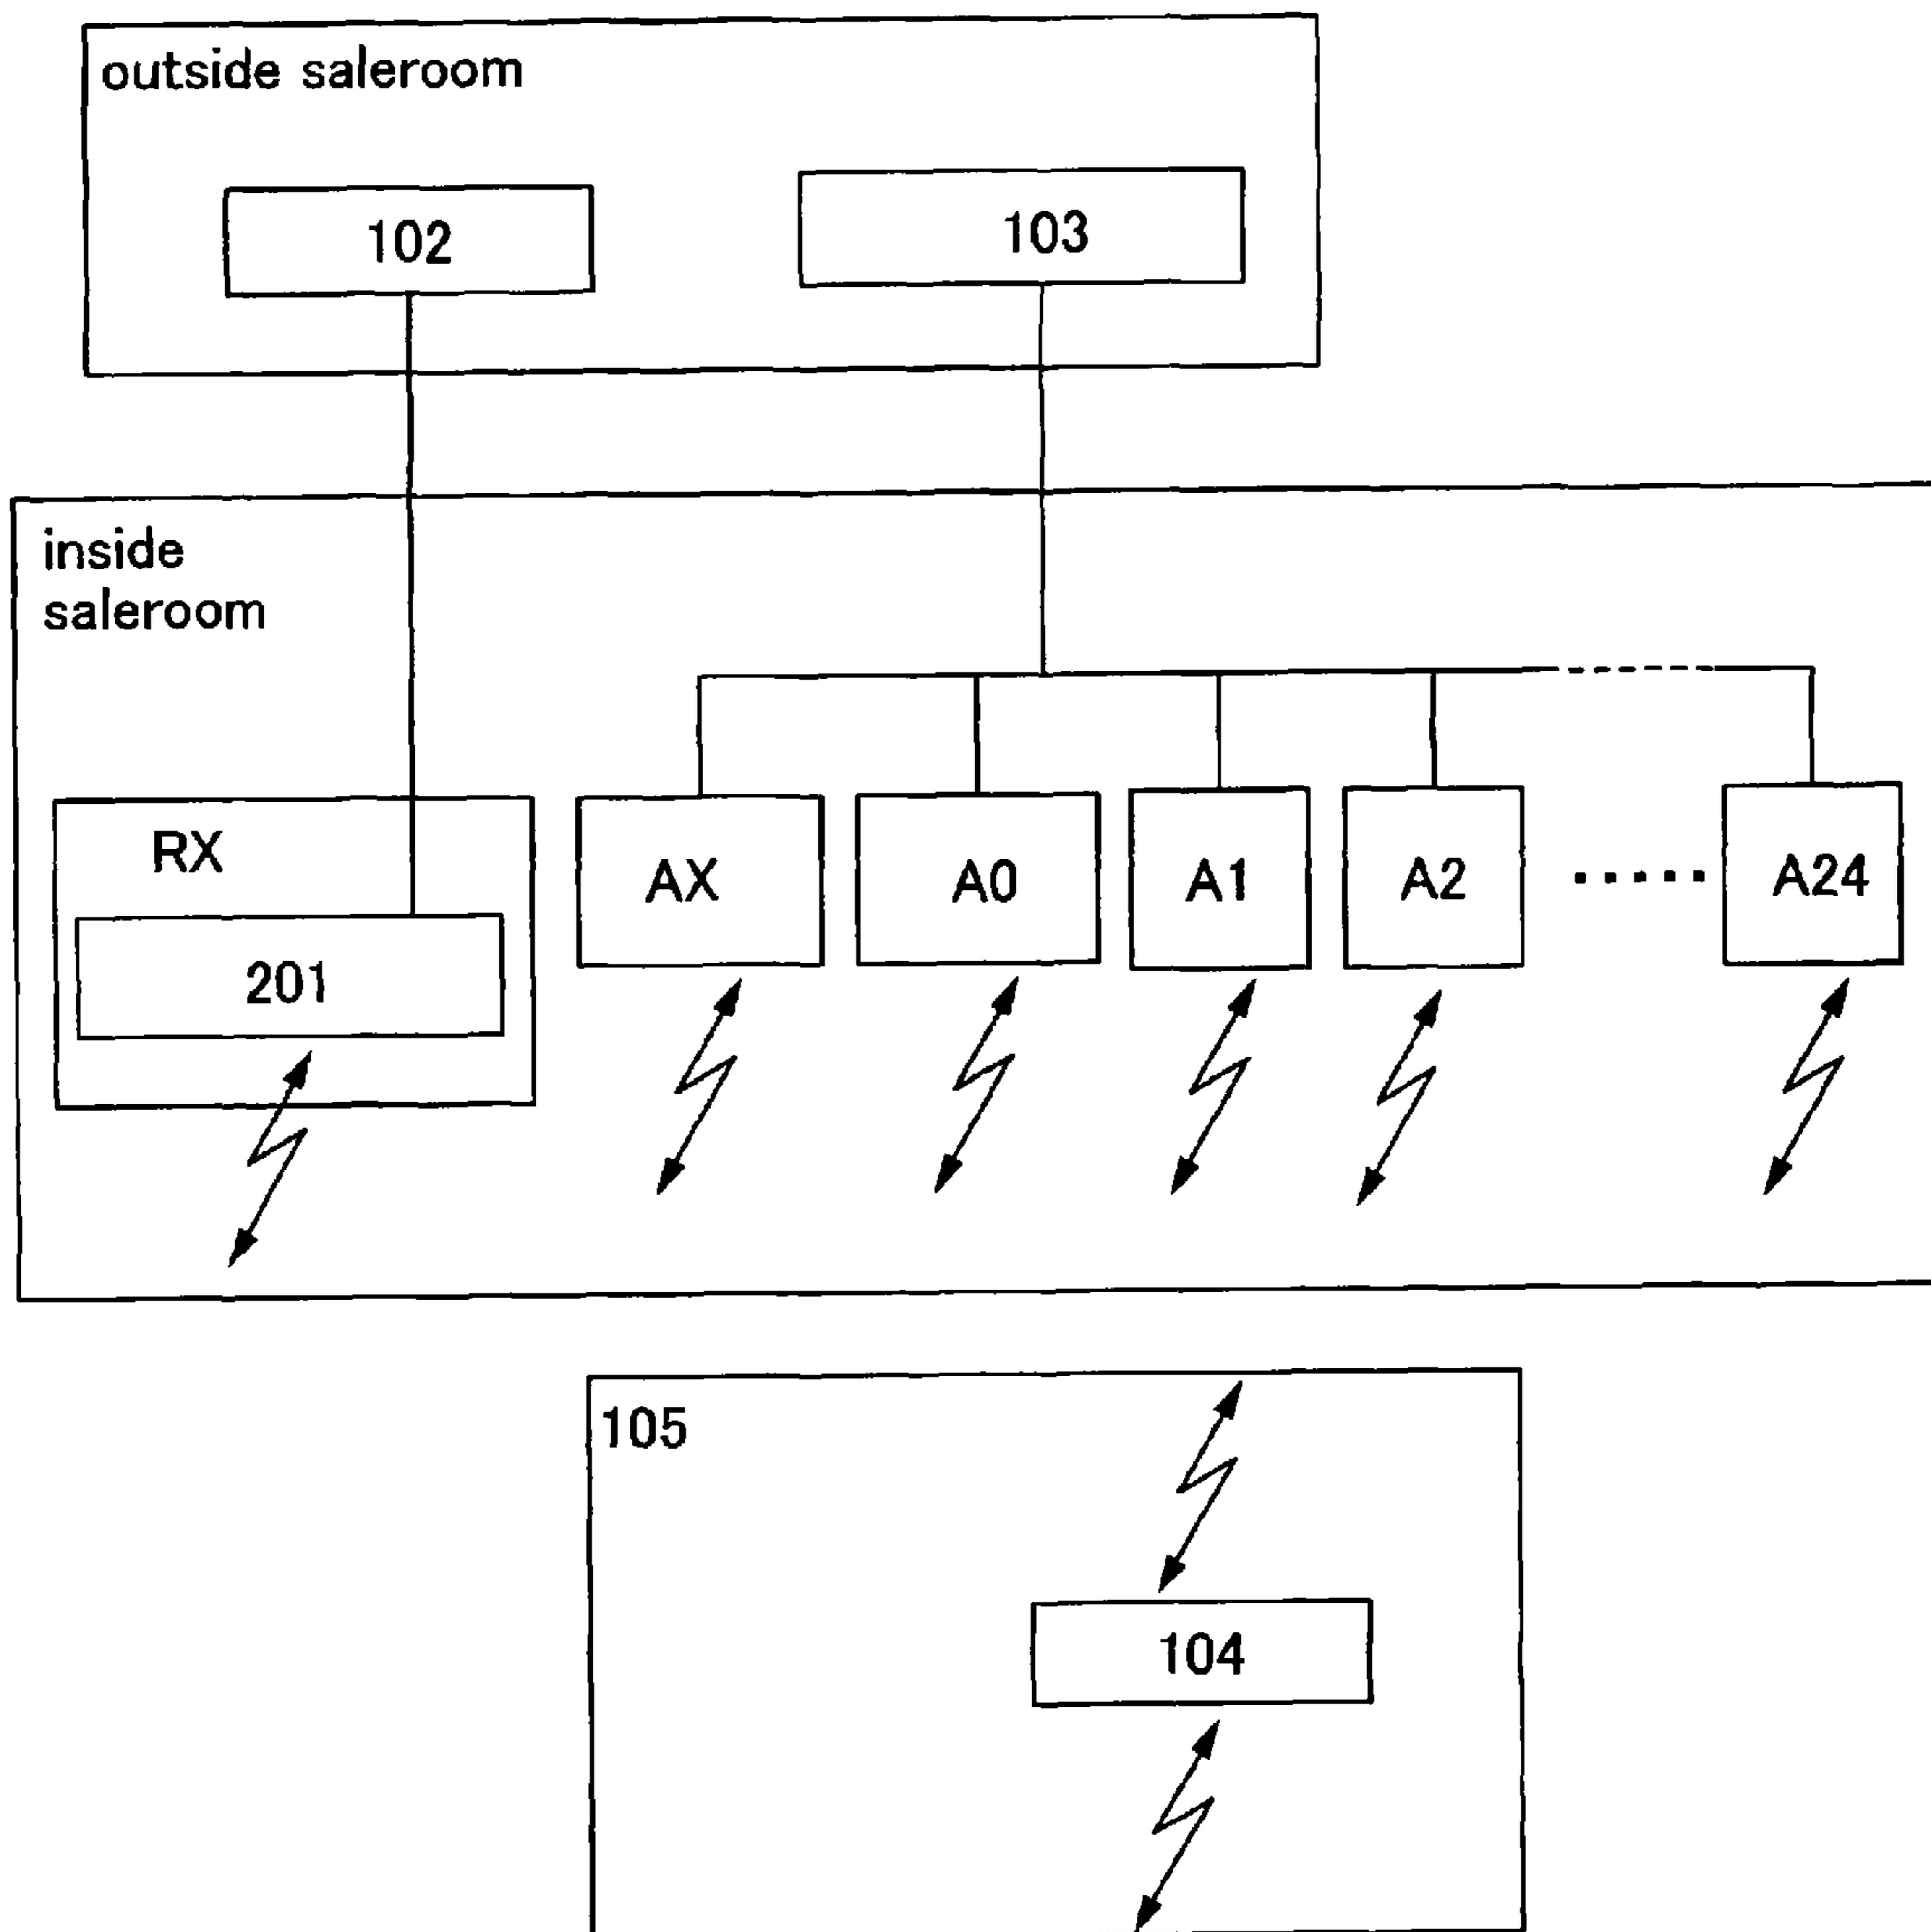 outside saleroom
102
103
inside
saleroom
RX
201
AX
A0
A1
A2
.....
A24
105
104